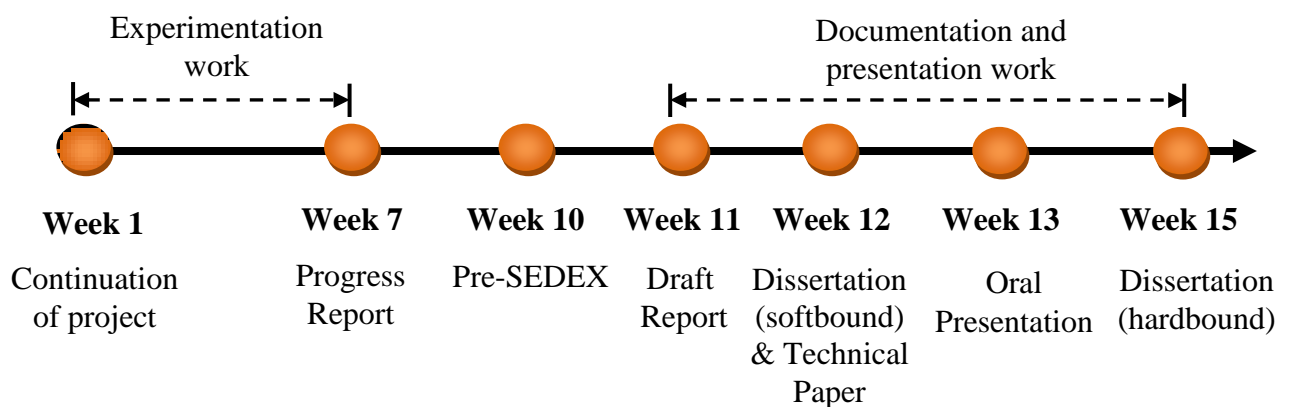 Experimentation
work
Documentation and
presentation work
Week 1
Week 7
Week 10
Week 11
Week 12
Week 13
Week 15
Continuation
of project
Progress
Report
Pre-SEDEX
Draft
Report
Dissertation
(softbound)
& Technical
Paper
Oral
Presentation
Dissertation
(hardbound)